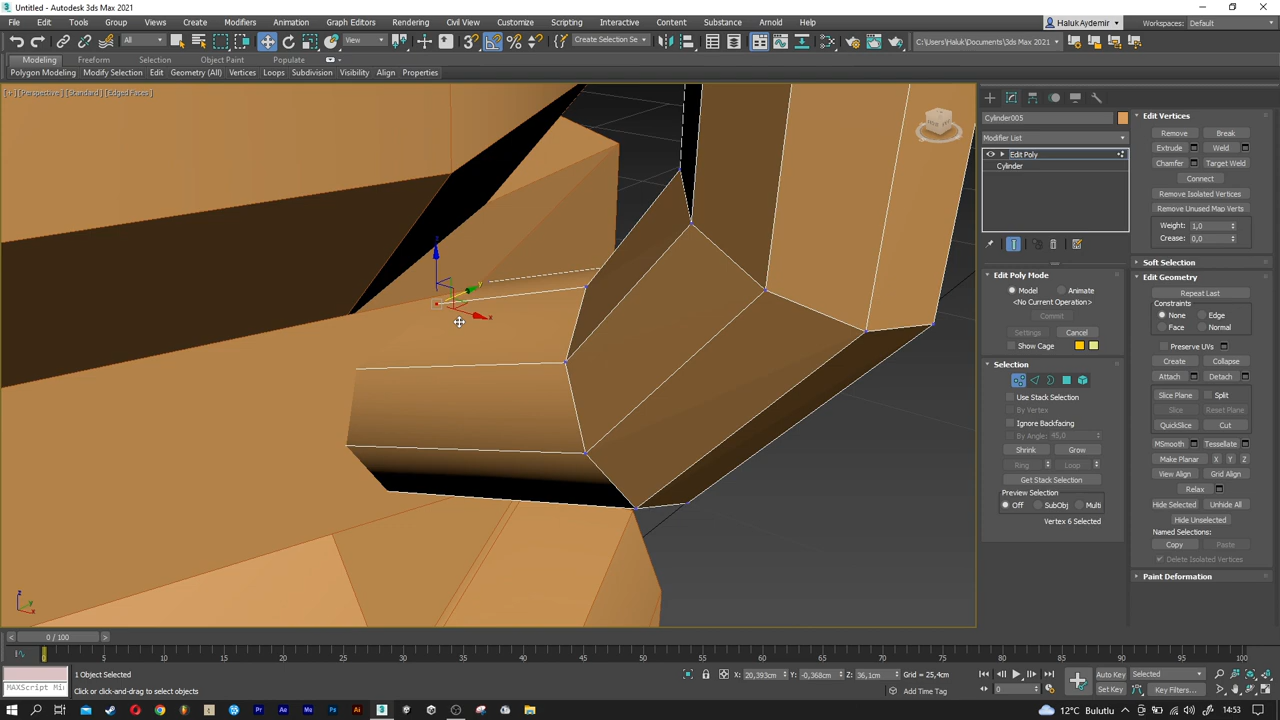 Untitled - Autodesk 3ds Max 2021
File Edit Tools Group Views Create Modifiers Animation Graph Editors Rendering Civil View Customize Scripting Interactive Content Substance Arnold Help
Haluk Aydemir
Workspaces: Default
All
View
Create Selection Se
C:\Users\Haluk\Documents\3ds Max 2021
Modeling Freeform Selection Object Paint Populate
Polygon Modeling Modify Selection Edit Geometry (All) Vertices Loops Subdivision Visibility Align Properties
[+][Perspective][Standard][Edged Faces]
Cylinder005
Modifier List
Edit Poly
Cylinder
Edit Poly Mode
Model Animate
<No Current Operation>
Commit
Settings Cancel
Show Cage
Selection
Use Stack Selection
By Vertex
Ignore Backfacing
By Angle: 45,0
Shrink Grow
Ring Loop
Get Stack Selection
Preview Selection
Off SubObj Multi
Vertex 6 Selected
Edit Vertices
Remove Break
Extrude Weld
Chamfer Target Weld
Connect
Remove Isolated Vertices
Remove Unused Map Verts
Weight: 1,0
Crease: 0,0
Soft Selection
Edit Geometry
Repeat Last
Constraints
None Edge
Face Normal
Preserve UVs
Create Collapse
Attach Detach
Slice Plane Split
Slice Reset Plane
QuickSlice Cut
MSmooth Tessellate
Make Planar X Y Z
View Align Grid Align
Relax
Hide Selected Unhide All
Hide Unselected
Named Selections:
Copy Paste
Delete Isolated Vertices
Paint Deformation
z
y
x
0 / 100
5 10 15 20 25 30 35 40 45 50 55 60 65 70 75 80 85 90 95 100
1 Object Selected
MAXScript Mi
Click or click-and-drag to select objects
X: 20,393cm Y: -0,368cm Z: 36,1cm Grid = 25,4cm
Add Time Tag
0
Auto Key Selected
Set Key Key Filters...
12°C Bulutlu
14:53